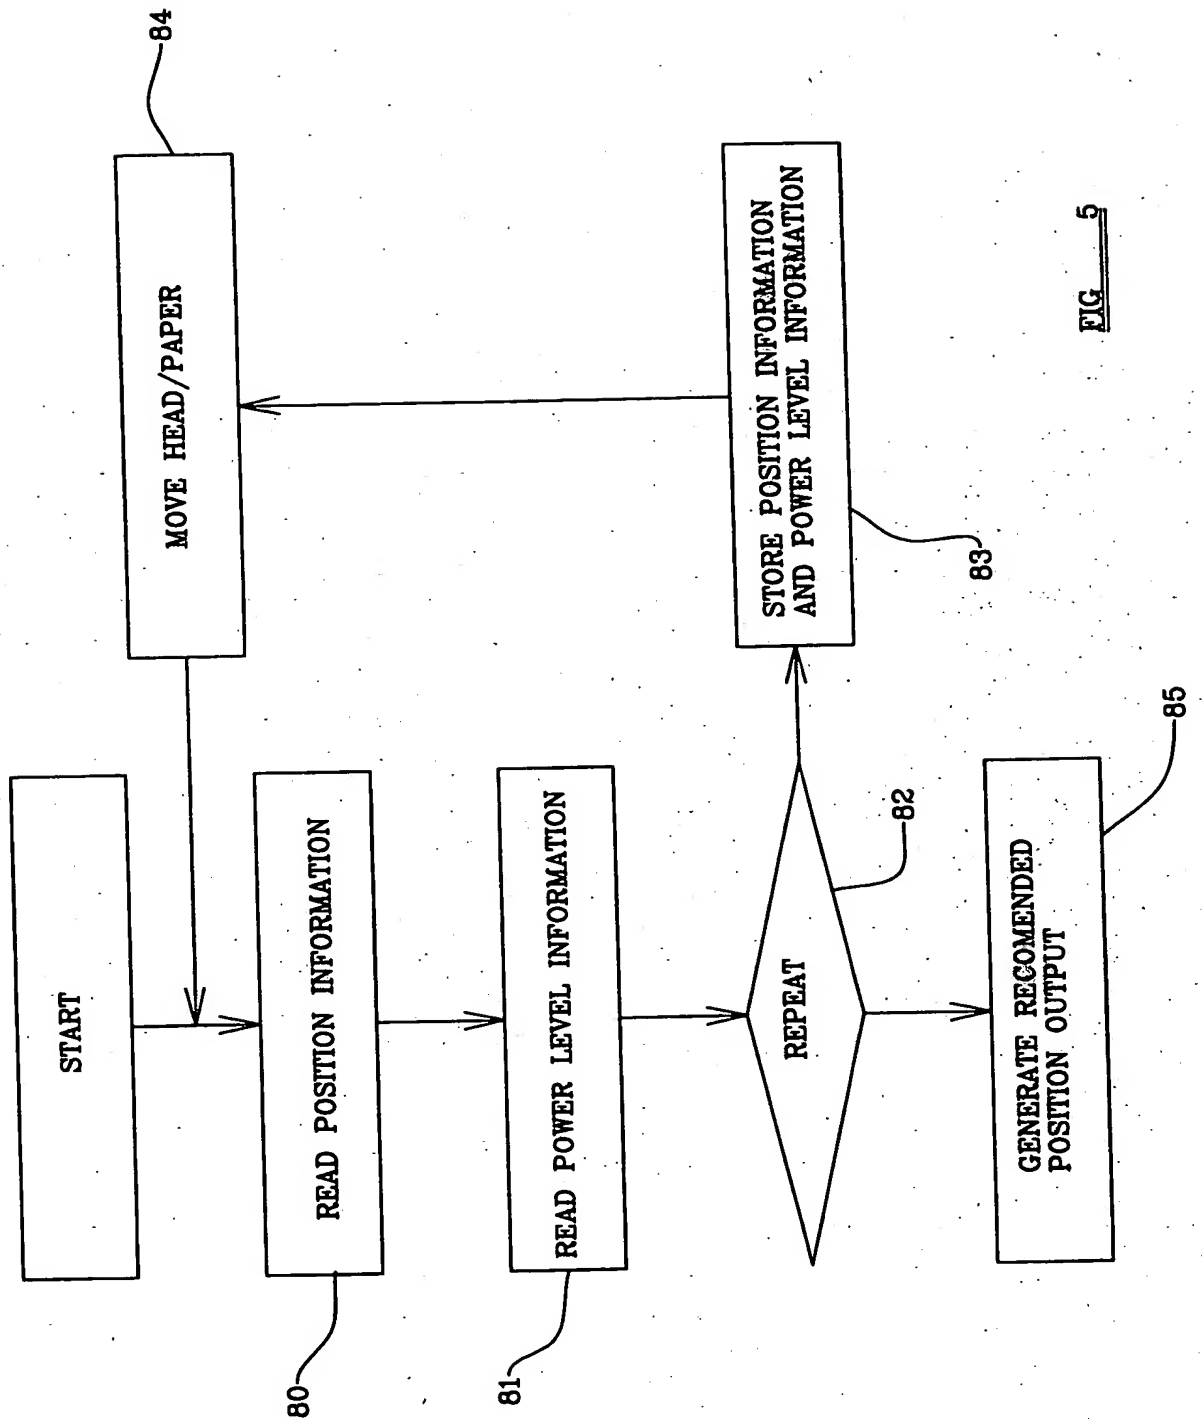 START
READ POSITION INFORMATION
80
READ POWER LEVEL INFORMATION
81
REPEAT
82
GENERATE RECOMENDED
POSITION OUTPUT
85
STORE POSITION INFORMATION
AND POWER LEVEL INFORMATION
83
MOVE HEAD/PAPER
84
FIG 5